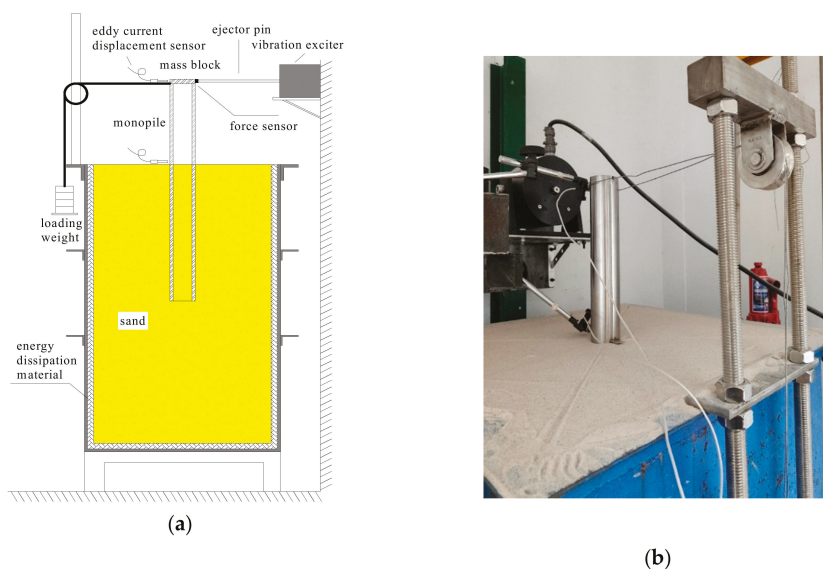 eddy current
displacement sensor
ejector pin
vibration exciter
mass block
monopile
force sensor
loading
weight
sand
energy
dissipation
material
(a)
(b)